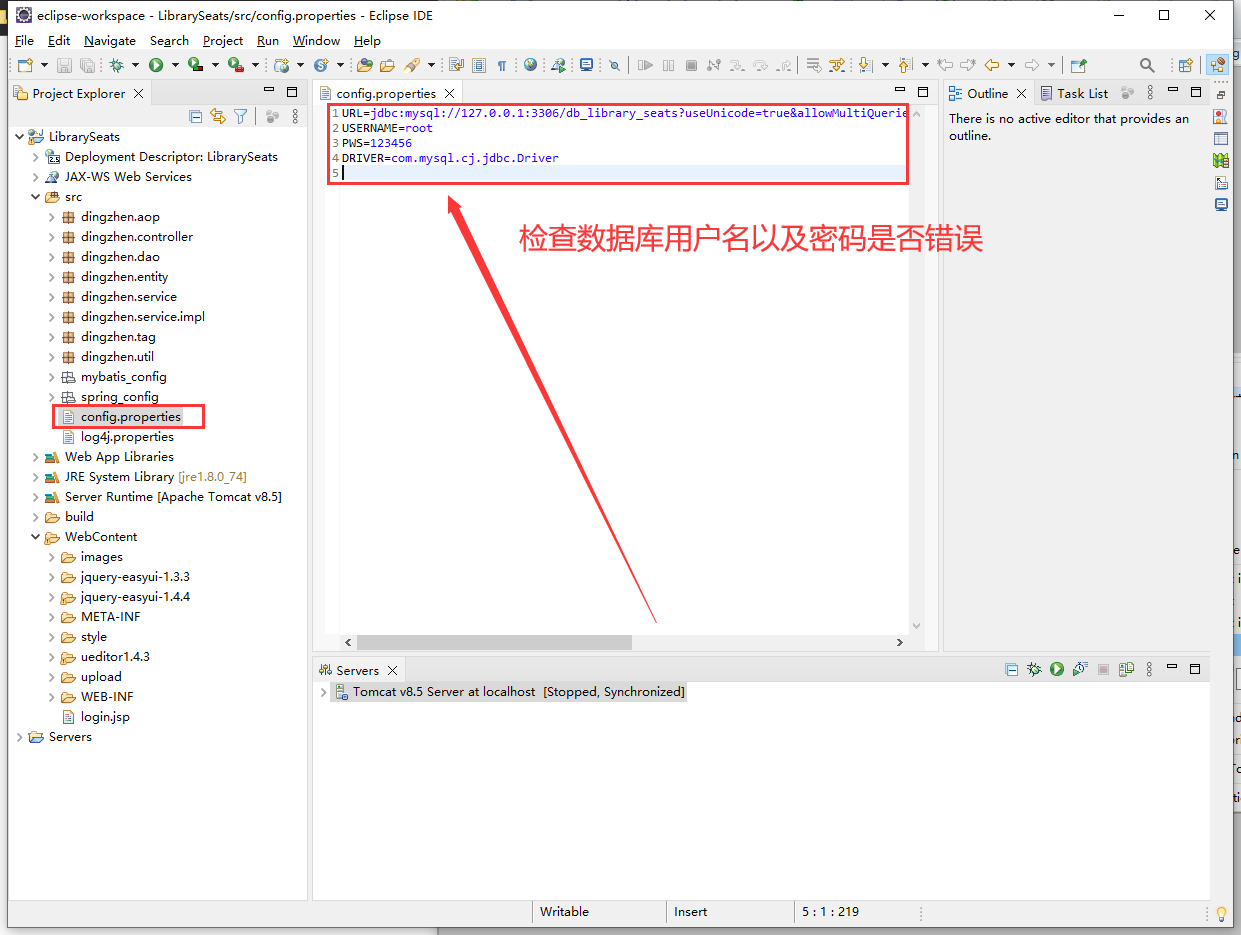 eclipse-workspace - LibrarySeats/src/config.properties - Eclipse IDE
File Edit Navigate Search Project Run Window Help
Project Explorer
LibrarySeats
Deployment Descriptor: LibrarySeats
JAX-WS Web Services
src
dingzhen.aop
dingzhen.controller
dingzhen.dao
dingzhen.entity
dingzhen.service
dingzhen.service.impl
dingzhen.tag
dingzhen.util
mybatis_config
spring_config
config.properties
log4j.properties
Web App Libraries
JRE System Library [jre1.8.0_74]
Server Runtime [Apache Tomcat v8.5]
build
WebContent
images
jquery-easyui-1.3.3
jquery-easyui-1.4.4
META-INF
style
ueditor1.4.3
upload
WEB-INF
login.jsp
Servers
config.properties
1 URL=jdbc:mysql://127.0.0.1:3306/db_library_seats?useUnicode=true&allowMultiQuerie
2 USERNAME=root
3 PWS=123456
4 DRIVER=com.mysql.cj.jdbc.Driver
5
检查数据库用户名以及密码是否错误
Outline Task List
There is no active editor that provides an
outline.
Servers
Tomcat v8.5 Server at localhost [Stopped, Synchronized]
Writable Insert 5 : 1 : 219